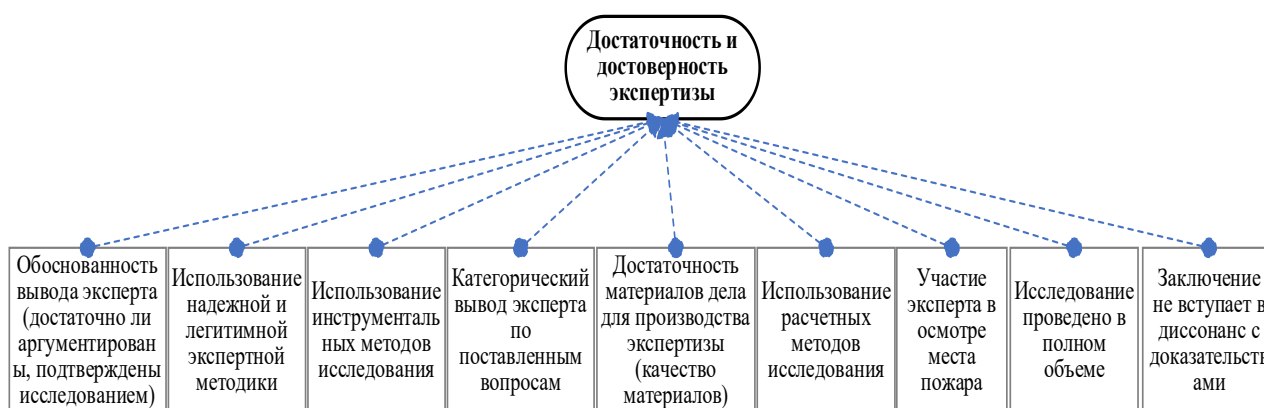 Достаточность и
достоверность
экспертизы
Обоснованность
вывода эксперта
(достаточно ли
аргументирован
ы, подтверждены
исследованием)
Использование
надежной и
легитимной
экспертной
методики
Использование
инструменталь
ных методов
исследования
Категорический
вывод эксперта
по
поставленным
вопросам
Достаточность
материалов дела
для производства
экспертизы
(качество
материалов)
Использование
расчетных
методов
исследования
Участие
эксперта в
осмотре
места
пожара
Исследование
проведено в
полном
объеме
Заключение
не вступает в
диссонанс с
доказательств
ами